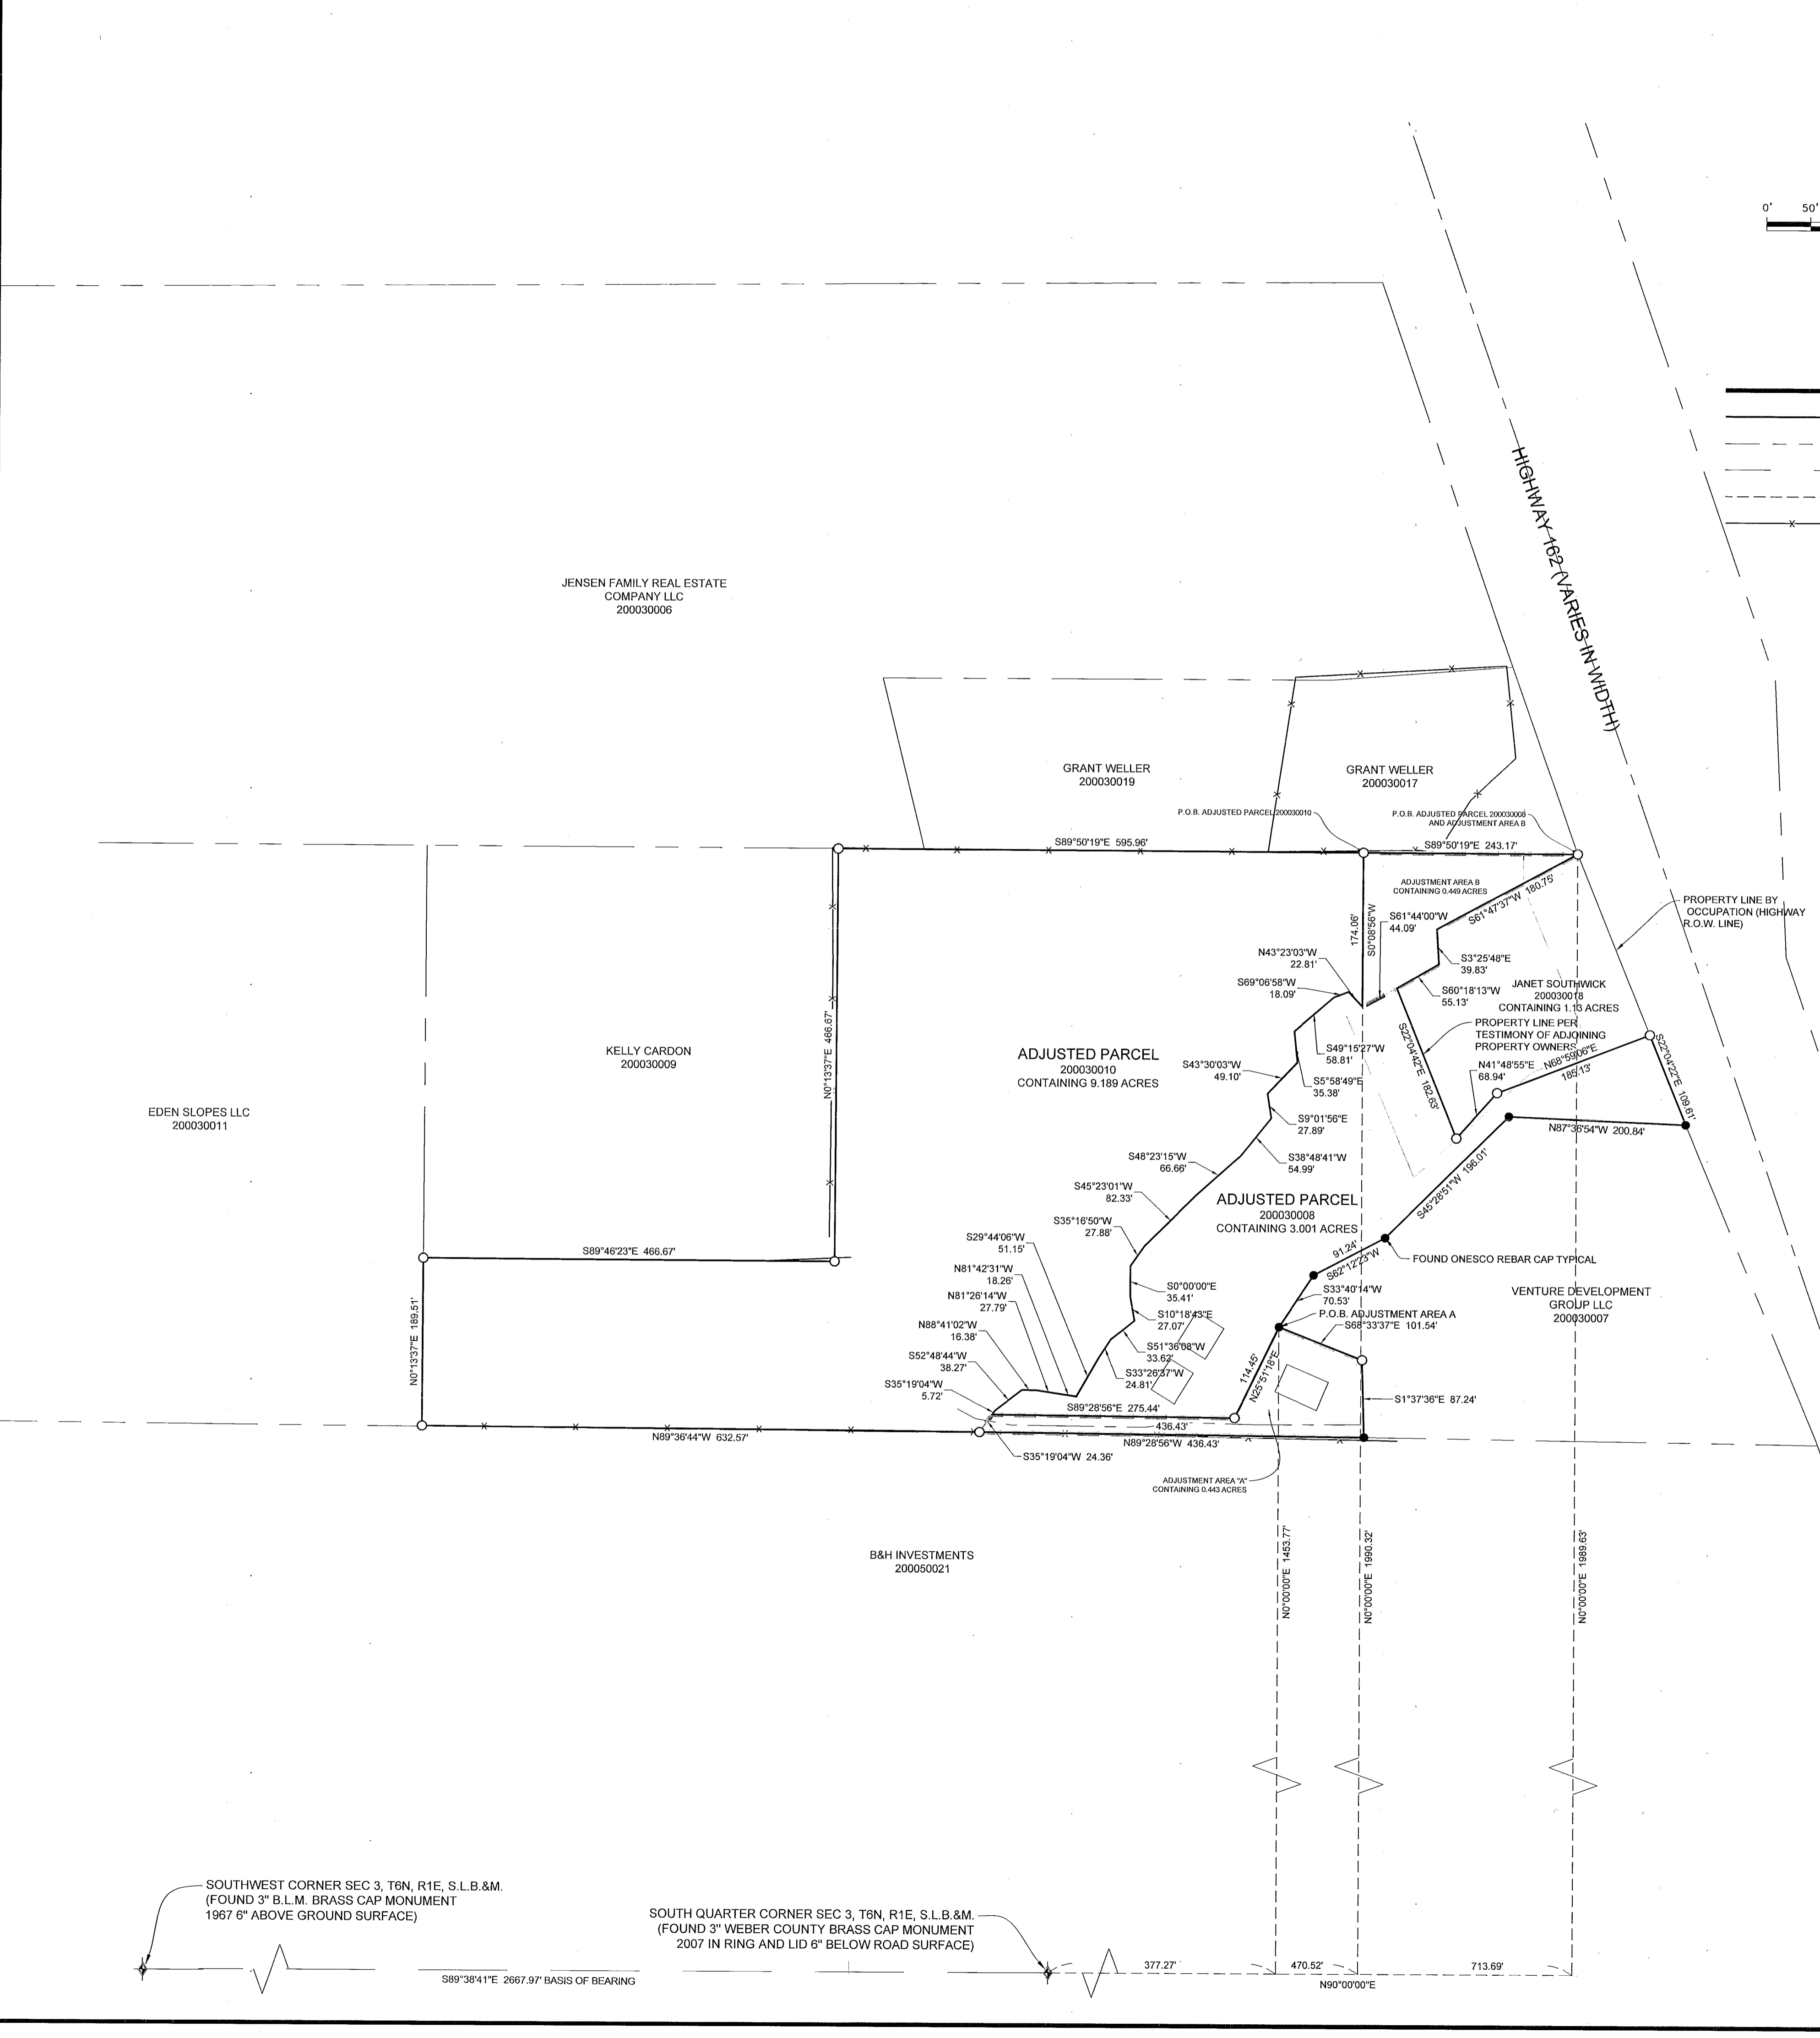 0' 50'
HIGHWAY 162 (VARIES IN WIDTH)
JENSEN FAMILY REAL ESTATE
COMPANY LLC
200030006
GRANT WELLER
200030019
GRANT WELLER
200030017
P.O.B. ADJUSTED PARCEL 200030010
P.O.B. ADJUSTED PARCEL 200030008
AND ADJUSTMENT AREA B
S89°50'19"E 595.96'
S89°50'19"E 243.17'
ADJUSTMENT AREA B
CONTAINING 0.449 ACRES
S61°47'37"W 180.75'
PROPERTY LINE BY
OCCUPATION (HIGHWAY
R.O.W. LINE)
174.06'
S0°08'56"W
S61°44'00"W
44.09'
N43°23'03"W
22.81'
S3°25'48"E
39.83'
S69°06'58"W
18.09'
S60°18'13"W
55.13'
JANET SOUTHWICK
200030018
CONTAINING 1.13 ACRES
PROPERTY LINE PER
TESTIMONY OF ADJOINING
PROPERTY OWNERS
N0°13'37"E 466.67'
KELLY CARDON
200030009
ADJUSTED PARCEL
200030010
CONTAINING 9.189 ACRES
S49°15'27"W
58.81'
S43°30'03"W
49.10'
S5°58'49"E
35.38'
S22°04'42"E 182.63'
N41°48'55"E
68.94'
N68°59'06"E
185.13'
S22°04'22"E 109.61'
EDEN SLOPES LLC
200030011
S9°01'56"E
27.89'
N87°36'54"W 200.84'
S48°23'15"W
66.66'
S38°48'41"W
54.99'
S45°28'51"W 196.01'
S45°23'01"W
82.33'
ADJUSTED PARCEL
200030008
CONTAINING 3.001 ACRES
S35°16'50"W
27.88'
S29°44'06"W
51.15'
S89°46'23"E 466.67'
91.24'
S62°12'23"W
FOUND ONESCO REBAR CAP TYPICAL
N81°42'31"W
18.26'
S0°00'00"E
35.41'
S33°40'14"W
70.53'
VENTURE DEVELOPMENT
GROUP LLC
200030007
N81°26'14"W
27.79'
S10°18'43"E
27.07'
P.O.B. ADJUSTMENT AREA A
S68°33'37"E 101.54'
N0°13'37"E 189.51'
N88°41'02"W
16.38'
S51°36'08"W
33.62'
S52°48'44"W
38.27'
S33°26'37"W
24.81'
114.45'
N25°51'18"E
S35°19'04"W
5.72'
S1°37'36"E 87.24'
S89°28'56"E 275.44'
436.43'
N89°36'44"W 632.57'
N89°28'56"W 436.43'
S35°19'04"W 24.36'
ADJUSTMENT AREA "A"
CONTAINING 0.443 ACRES
B&H INVESTMENTS
200050021
N0°00'00"E 1453.77'
N0°00'00"E 1990.32'
N0°00'00"E 1989.63'
SOUTHWEST CORNER SEC 3, T6N, R1E, S.L.B.&M.
(FOUND 3" B.L.M. BRASS CAP MONUMENT
1967 6" ABOVE GROUND SURFACE)
SOUTH QUARTER CORNER SEC 3, T6N, R1E, S.L.B.&M.
(FOUND 3" WEBER COUNTY BRASS CAP MONUMENT
2007 IN RING AND LID 6" BELOW ROAD SURFACE)
S89°38'41"E 2667.97' BASIS OF BEARING
377.27'
470.52'
713.69'
N90°00'00"E